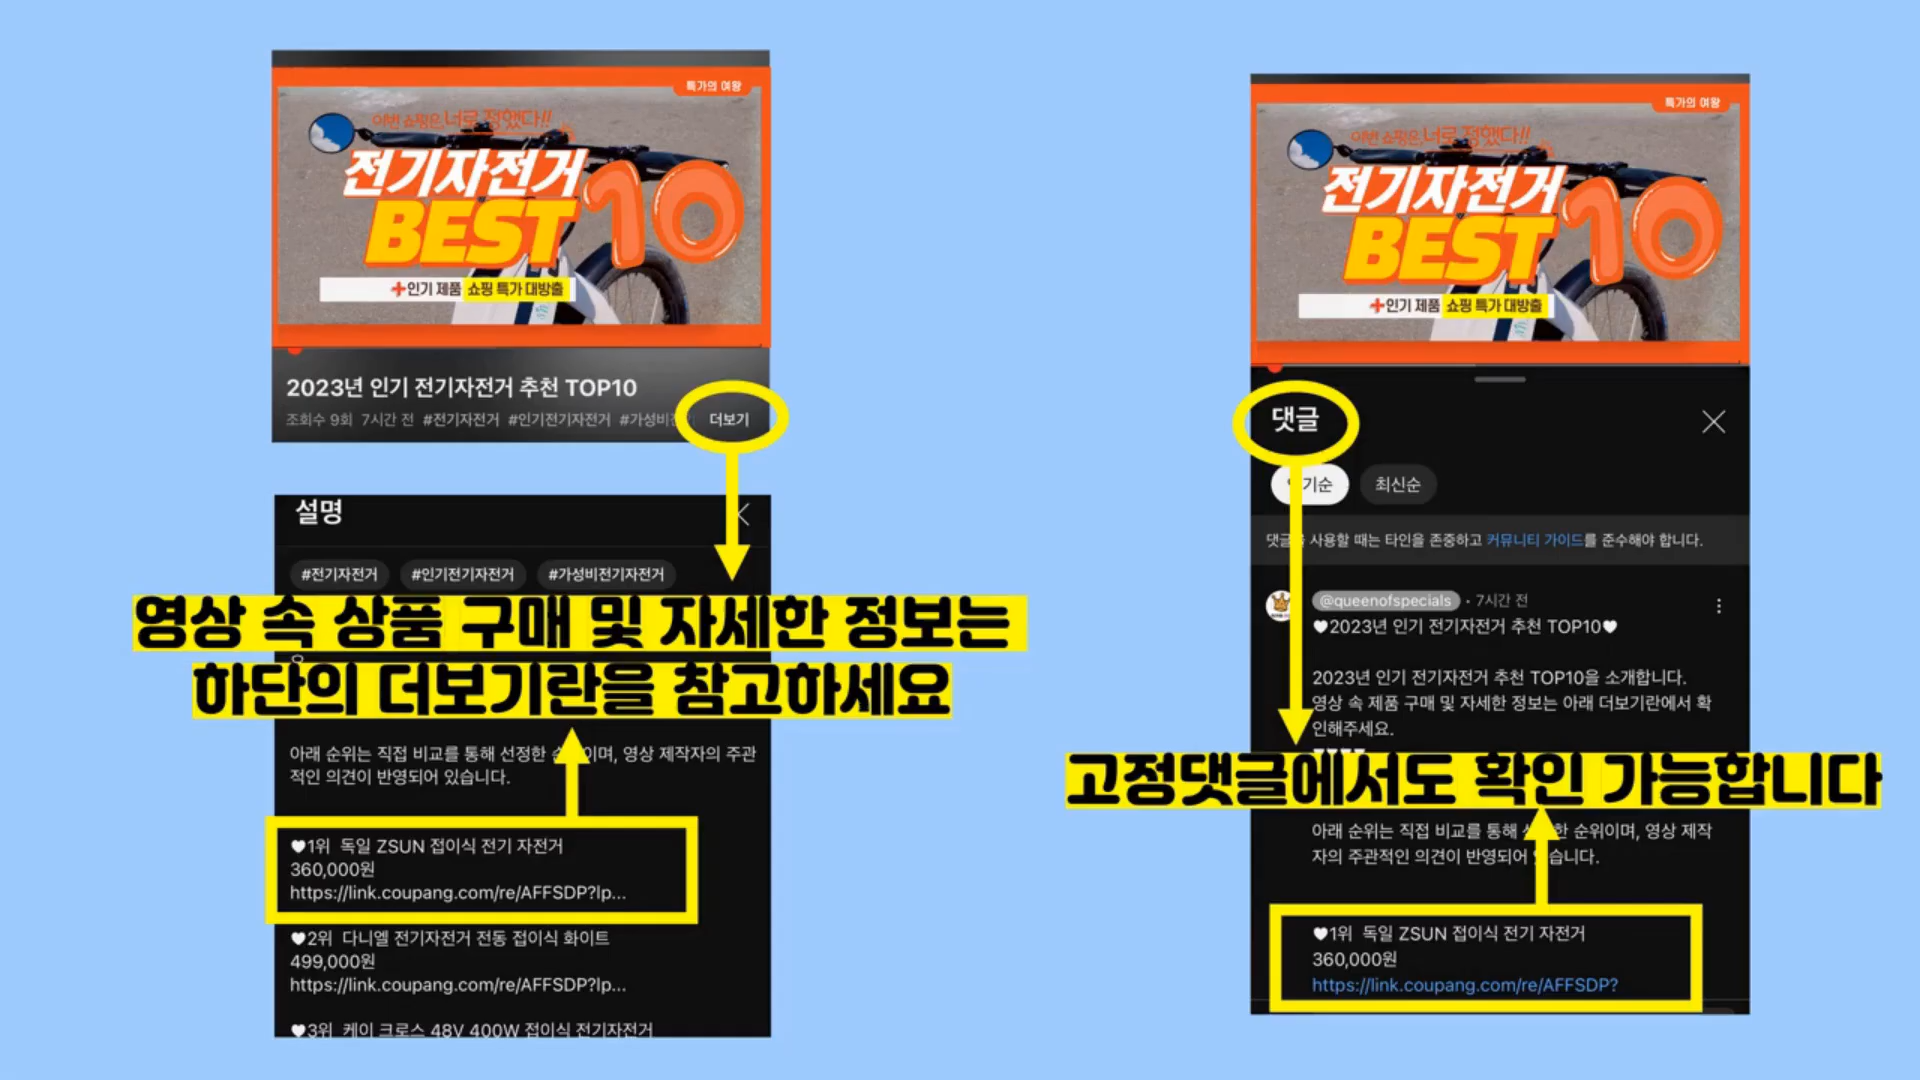 특가의 여왕
이번 쇼핑은 너로 정했다!!
전기자전거
BEST 10
+인기 제품 쇼핑 특가 대방출
2023년 인기 전기자전거 추천 TOP10
조회수 9회 7시간 전 #전기자전거 #인기전기자전거 #가성비
더보기
설명
#전기자전거 #인기전기자전거 #가성비전기자전거
영상 속 상품 구매 및 자세한 정보는
하단의 더보기란을 참고하세요
아래 순위는 직접 비교를 통해 선정한 이며, 영상 제작자의 주관
적인 의견이 반영되어 있습니다.
♥1위 독일 ZSUN 접이식 전기 자전거
360,000원
https://link.coupang.com/re/AFFSDP?lp...
♥2위 다니엘 전기자전거 전동 접이식 화이트
499,000원
https://link.coupang.com/re/AFFSDP?lp...
♥3위 케이 크로스 48V 400W 접이식 전기자전거
특가의 여왕
이번 쇼핑은 너로 정했다!!
전기자전거
BEST 10
+인기 제품 쇼핑 특가 대방출
댓글
기순 최신순
댓글 사용할 때는 타인을 존중하고 커뮤니티 가이드를 준수해야 합니다.
@queenofspecials · 7시간 전
♥2023년 인기 전기자전거 추천 TOP10♥
2023년 인기 전기자전거 추천 TOP10을 소개합니다.
영상 속 제품 구매 및 자세한 정보는 아래 더보기란에서 확
인해주세요.
고정댓글에서도 확인 가능합니다
아래 순위는 직접 비교를 통해 한 순위이며, 영상 제작
자의 주관적인 의견이 반영되어 습니다.
♥1위 독일 ZSUN 접이식 전기 자전거
360,000원
https://link.coupang.com/re/AFFSDP?